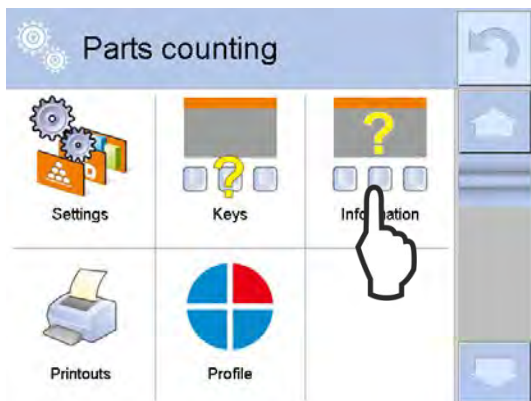 Parts counting
Settings
Keys
Information
Printouts
Profile